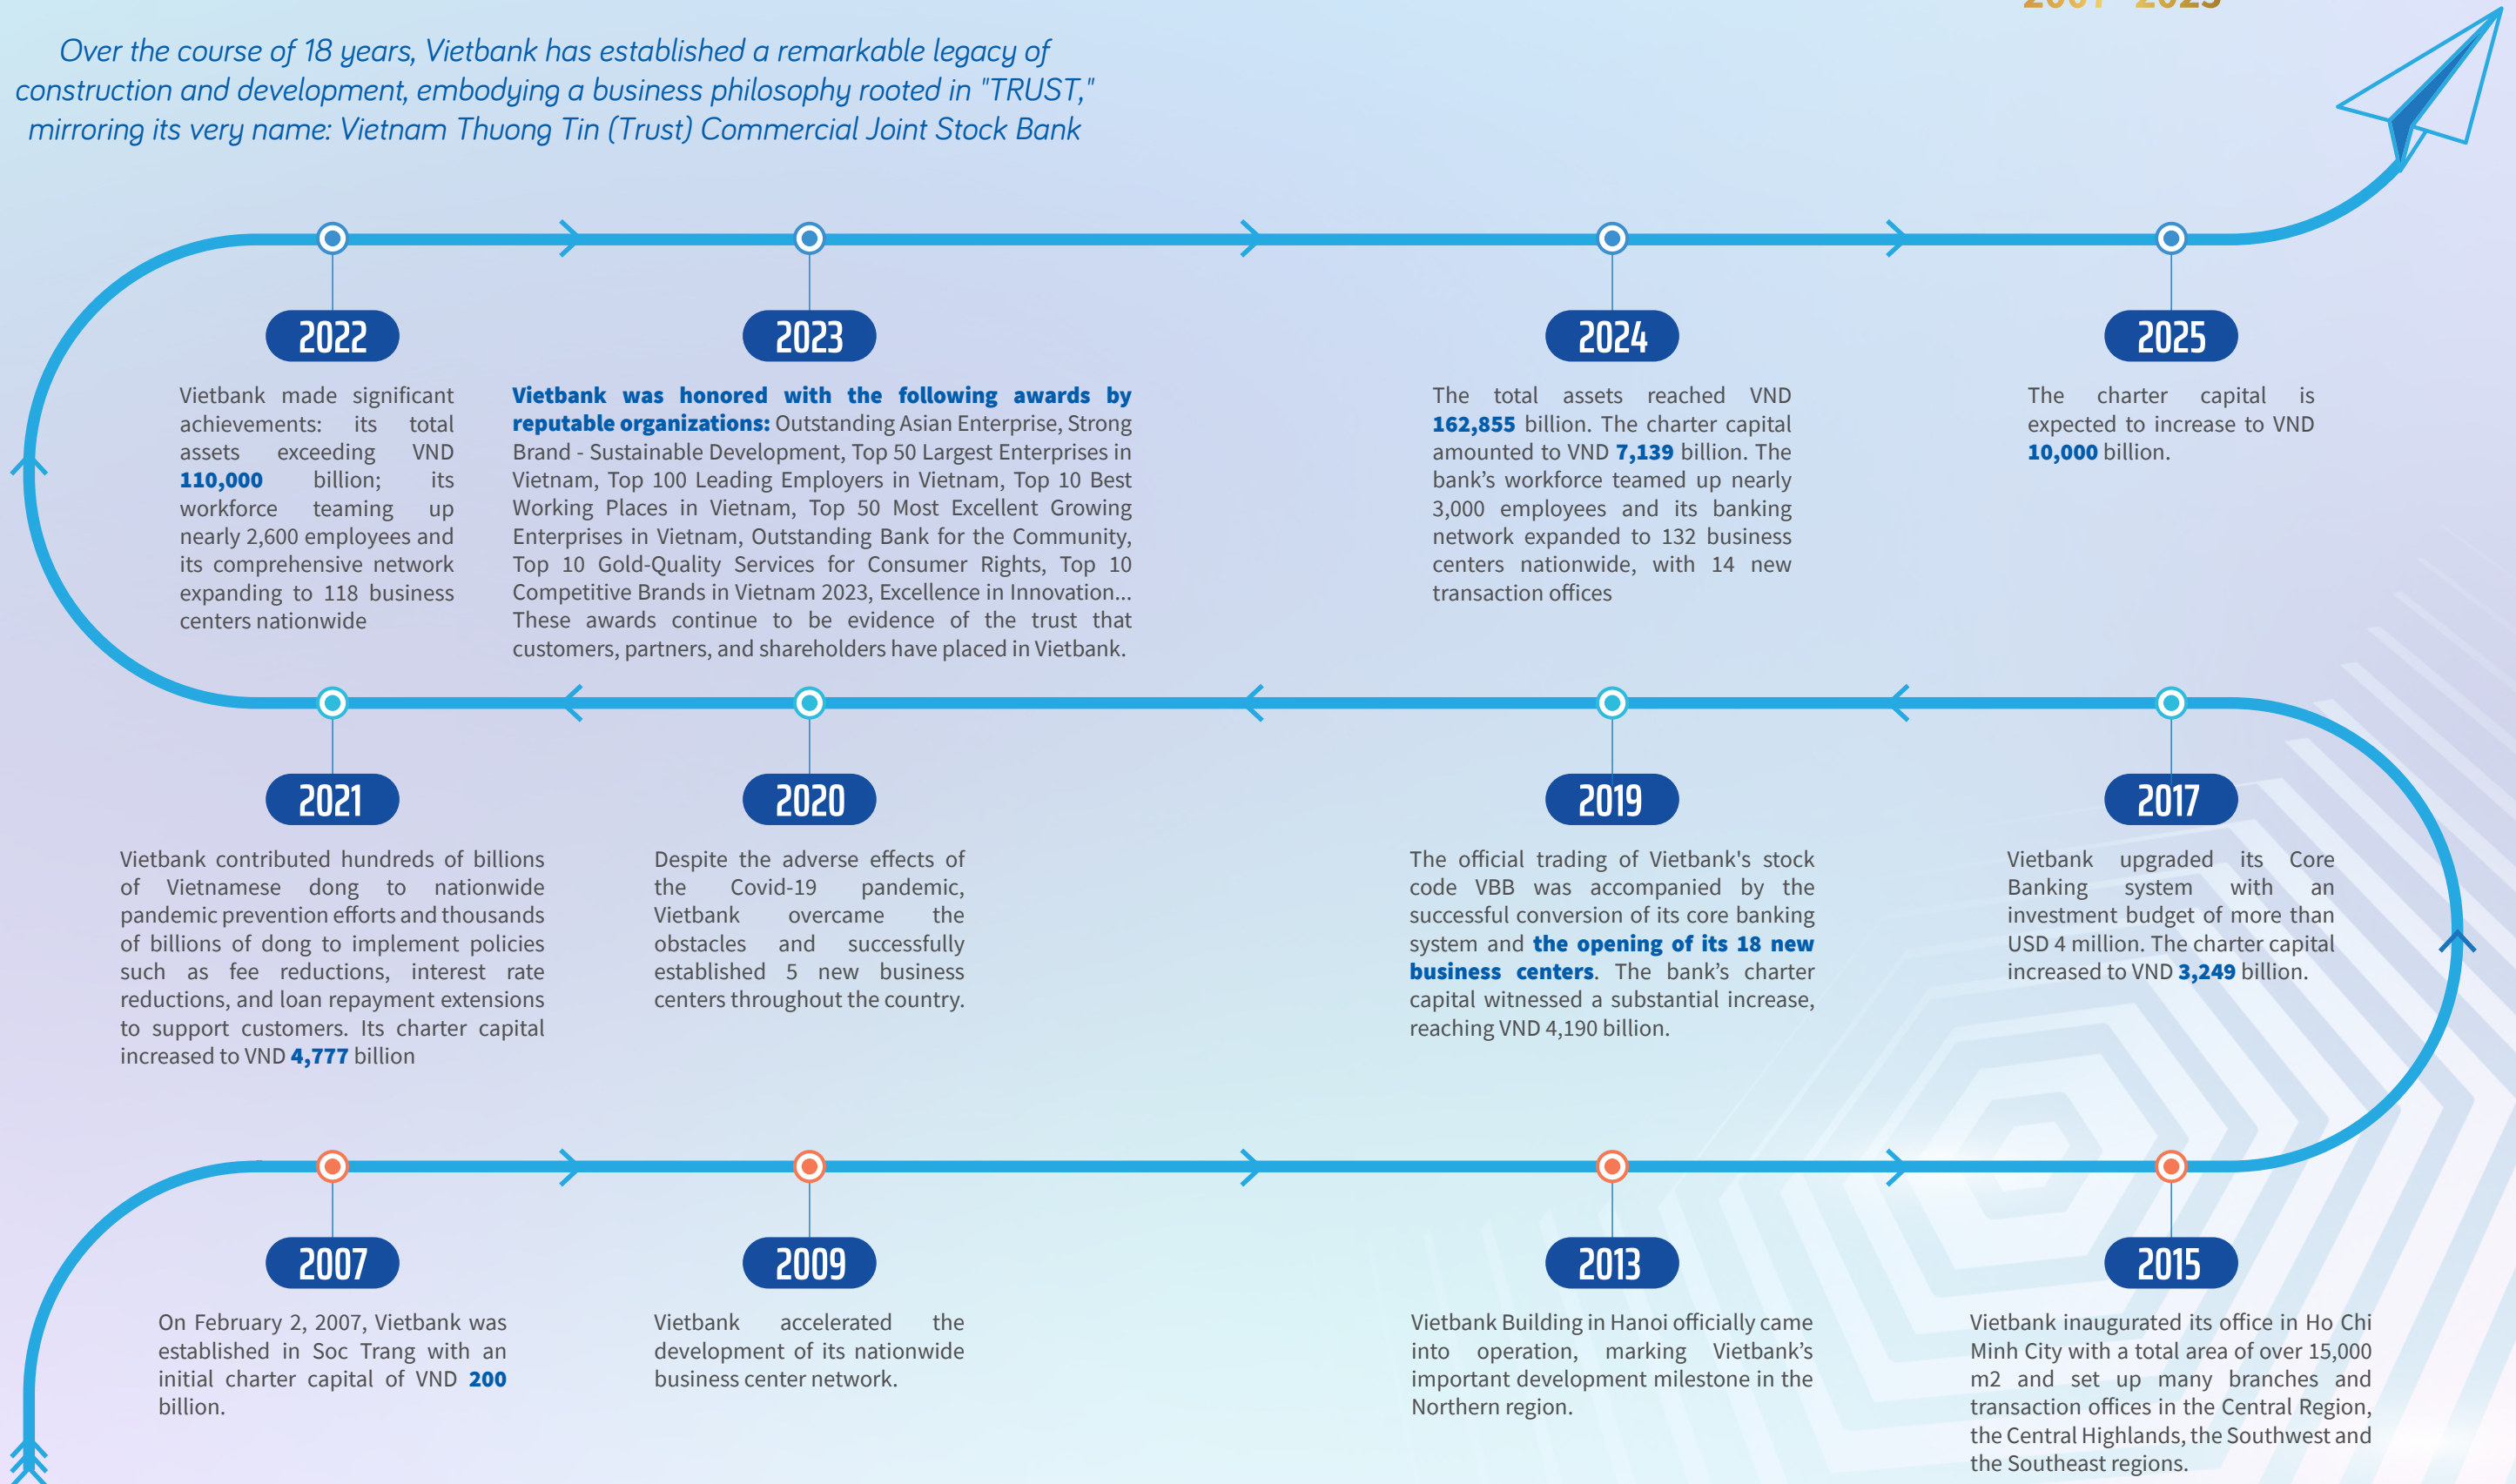 2007 - 2025
Over the course of 18 years, Vietbank has established a remarkable legacy of
construction and development, embodying a business philosophy rooted in "TRUST,"
mirroring its very name: Vietnam Thuong Tin (Trust) Commercial Joint Stock Bank
2022
Vietbank made significant
achievements: its total
assets exceeding VND
110,000 billion; its
workforce teaming up
nearly 2,600 employees and
its comprehensive network
expanding to 118 business
centers nationwide
2023
Vietbank was honored with the following awards by
reputable organizations: Outstanding Asian Enterprise, Strong
Brand - Sustainable Development, Top 50 Largest Enterprises in
Vietnam, Top 100 Leading Employers in Vietnam, Top 10 Best
Working Places in Vietnam, Top 50 Most Excellent Growing
Enterprises in Vietnam, Outstanding Bank for the Community,
Top 10 Gold-Quality Services for Consumer Rights, Top 10
Competitive Brands in Vietnam 2023, Excellence in Innovation...
These awards continue to be evidence of the trust that
customers, partners, and shareholders have placed in Vietbank.
2024
The total assets reached VND
162,855 billion. The charter capital
amounted to VND 7,139 billion. The
bank’s workforce teamed up nearly
3,000 employees and its banking
network expanded to 132 business
centers nationwide, with 14 new
transaction offices
2025
The charter capital is
expected to increase to VND
10,000 billion.
2021
Vietbank contributed hundreds of billions
of Vietnamese dong to nationwide
pandemic prevention efforts and thousands
of billions of dong to implement policies
such as fee reductions, interest rate
reductions, and loan repayment extensions
to support customers. Its charter capital
increased to VND 4,777 billion
2020
Despite the adverse effects of
the Covid-19 pandemic,
Vietbank overcame the
obstacles and successfully
established 5 new business
centers throughout the country.
2019
The official trading of Vietbank's stock
code VBB was accompanied by the
successful conversion of its core banking
system and the opening of its 18 new
business centers. The bank’s charter
capital witnessed a substantial increase,
reaching VND 4,190 billion.
2017
Vietbank upgraded its Core
Banking system with an
investment budget of more than
USD 4 million. The charter capital
increased to VND 3,249 billion.
2007
On February 2, 2007, Vietbank was
established in Soc Trang with an
initial charter capital of VND 200
billion.
2009
Vietbank accelerated the
development of its nationwide
business center network.
2013
Vietbank Building in Hanoi officially came
into operation, marking Vietbank’s
important development milestone in the
Northern region.
2015
Vietbank inaugurated its office in Ho Chi
Minh City with a total area of over 15,000
m2 and set up many branches and
transaction offices in the Central Region,
the Central Highlands, the Southwest and
the Southeast regions.